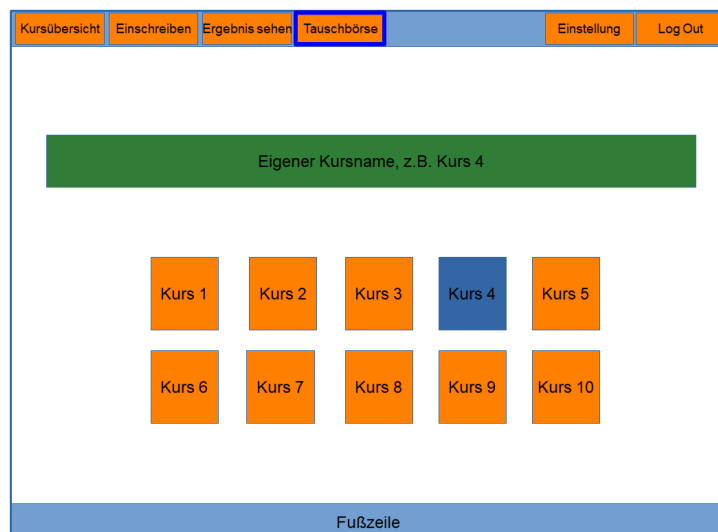 Kursübersicht Einschreiben Ergebnis sehen Tauschbörse Einstellung Log Out
Eigener Kursname, z.B. Kurs 4
Kurs 1 Kurs 2 Kurs 3 Kurs 4 Kurs 5
Kurs 6 Kurs 7 Kurs 8 Kurs 9 Kurs 10
Fußzeile